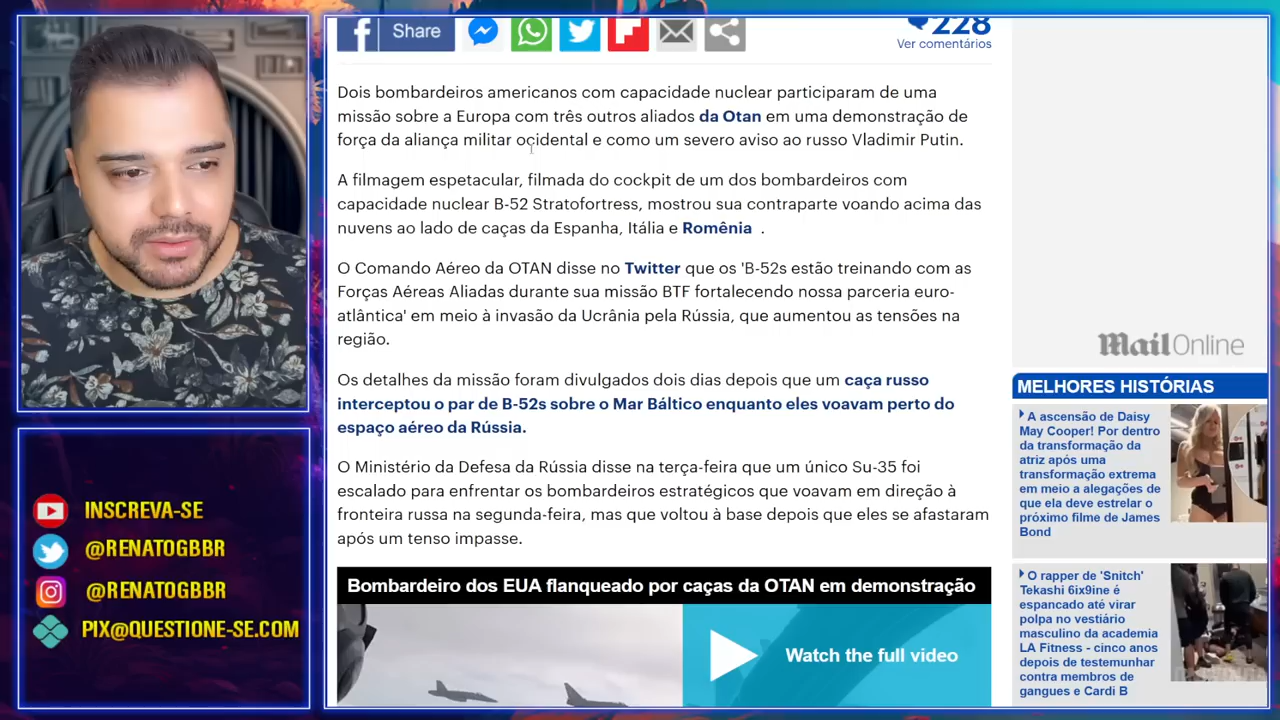 Share
228
Ver comentários
Dois bombardeiros americanos com capacidade nuclear participaram de uma
missão sobre a Europa com três outros aliados da Otan em uma demonstração de
força da aliança militar ocidental e como um severo aviso ao russo Vladimir Putin.
A filmagem espetacular, filmada do cockpit de um dos bombardeiros com
capacidade nuclear B-52 Stratofortress, mostrou sua contraparte voando acima das
nuvens ao lado de caças da Espanha, Itália e Romênia .
O Comando Aéreo da OTAN disse no Twitter que os 'B-52s estão treinando com as
Forças Aéreas Aliadas durante sua missão BTF fortalecendo nossa parceria euro-
atlântica' em meio à invasão da Ucrânia pela Rússia, que aumentou as tensões na
região.
Os detalhes da missão foram divulgados dois dias depois que um caça russo
interceptou o par de B-52s sobre o Mar Báltico enquanto eles voavam perto do
espaço aéreo da Rússia.
O Ministério da Defesa da Rússia disse na terça-feira que um único Su-35 foi
escalado para enfrentar os bombardeiros estratégicos que voavam em direção à
fronteira russa na segunda-feira, mas que voltou à base depois que eles se afastaram
após um tenso impasse.
Bombardeiro dos EUA flanqueado por caças da OTAN em demonstração
Watch the full video
Mail Online
MELHORES HISTÓRIAS
A ascensão de Daisy
May Cooper! Por dentro
da transformação da
atriz após uma
transformação extrema
em meio a alegações de
que ela deve estrelar o
próximo filme de James
Bond
O rapper de 'Snitch'
Tekashi 6ix9ine é
espancado até virar
polpa no vestiário
masculino da academia
LA Fitness - cinco anos
depois de testemunhar
contra membros de
gangues e Cardi B
INSCREVA-SE
@RENATOGBBR
@RENATOGBBR
PIX@QUESTIONE-SE.COM